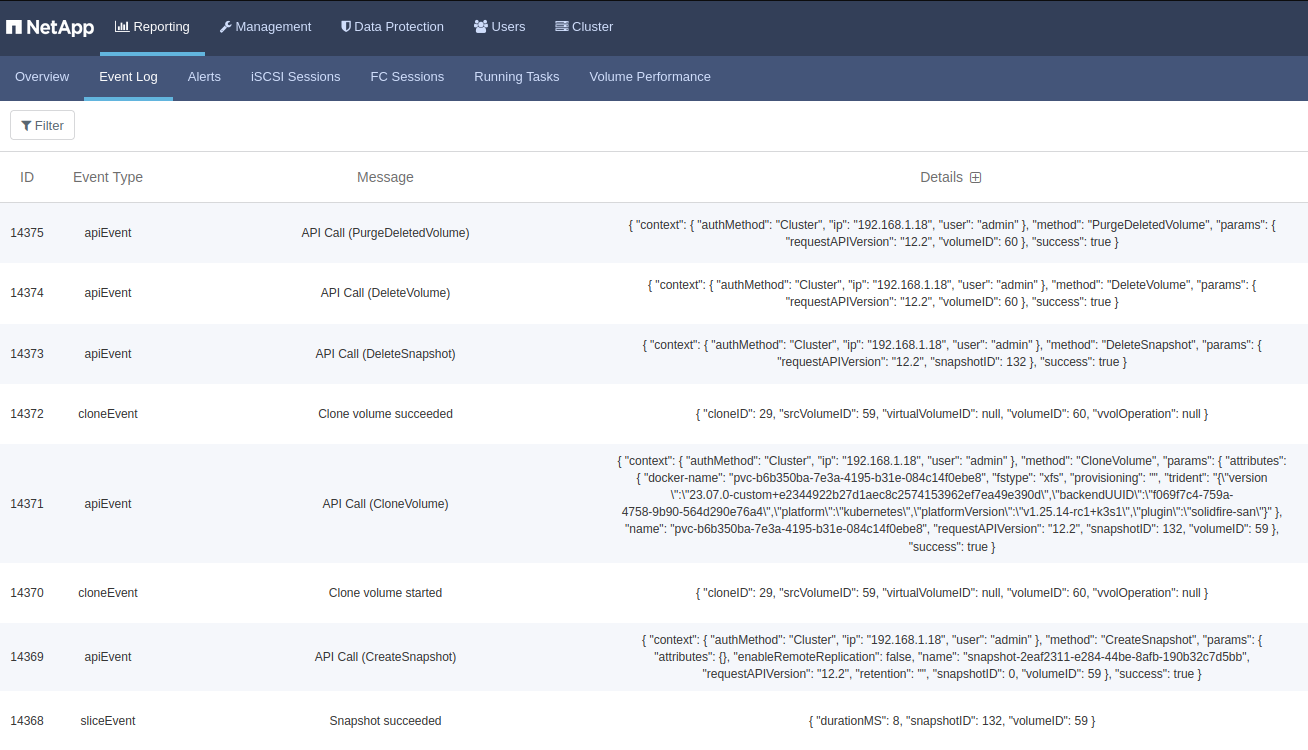 NetApp
Reporting
Management
Data Protection
Users
Cluster
Overview
Event Log
Alerts
iSCSI Sessions
FC Sessions
Running Tasks
Volume Performance
Filter
ID
Event Type
Message
Details
14375
apiEvent
API Call (PurgeDeletedVolume)
{ "context": { "authMethod": "Cluster", "ip": "192.168.1.18", "user": "admin" }, "method": "PurgeDeletedVolume", "params": {
"requestAPIVersion": "12.2", "volumeID": 60 }, "success": true }
14374
apiEvent
API Call (DeleteVolume)
{ "context": { "authMethod": "Cluster", "ip": "192.168.1.18", "user": "admin" }, "method": "DeleteVolume", "params": {
"requestAPIVersion": "12.2", "volumeID": 60 }, "success": true }
14373
apiEvent
API Call (DeleteSnapshot)
{ "context": { "authMethod": "Cluster", "ip": "192.168.1.18", "user": "admin" }, "method": "DeleteSnapshot", "params": {
"requestAPIVersion": "12.2", "snapshotID": 132 }, "success": true }
14372
cloneEvent
Clone volume succeeded
{ "cloneID": 29, "srcVolumeID": 59, "virtualVolumeID": null, "volumeID": 60, "vvolOperation": null }
14371
apiEvent
API Call (CloneVolume)
{ "context": { "authMethod": "Cluster", "ip": "192.168.1.18", "user": "admin" }, "method": "CloneVolume", "params": { "attributes":
{ "docker-name": "pvc-b6b350ba-7e3a-4195-b31e-084c14f0ebe8", "fstype": "xfs", "provisioning": "", "trident": "{\"version
\":\"23.07.0-custom+e2344922b27d1aec8c2574153962ef7ea49e390d\",\"backendUUID\":\"f069f7c4-759a-
4758-9b90-564d290e76a4\",\"platform\":\"kubernetes\",\"platformVersion\":\"v1.25.14-rc1+k3s1\",\"plugin\":\"solidfire-san\"}" },
"name": "pvc-b6b350ba-7e3a-4195-b31e-084c14f0ebe8", "requestAPIVersion": "12.2", "snapshotID": 132, "volumeID": 59 },
"success": true }
14370
cloneEvent
Clone volume started
{ "cloneID": 29, "srcVolumeID": 59, "virtualVolumeID": null, "volumeID": 60, "vvolOperation": null }
14369
apiEvent
API Call (CreateSnapshot)
{ "context": { "authMethod": "Cluster", "ip": "192.168.1.18", "user": "admin" }, "method": "CreateSnapshot", "params": {
"attributes": {}, "enableRemoteReplication": false, "name": "snapshot-2eaf2311-e284-44be-8afb-190b32c7d5bb",
"requestAPIVersion": "12.2", "retention": "", "snapshotID": 0, "volumeID": 59 }, "success": true }
14368
sliceEvent
Snapshot succeeded
{ "durationMS": 8, "snapshotID": 132, "volumeID": 59 }